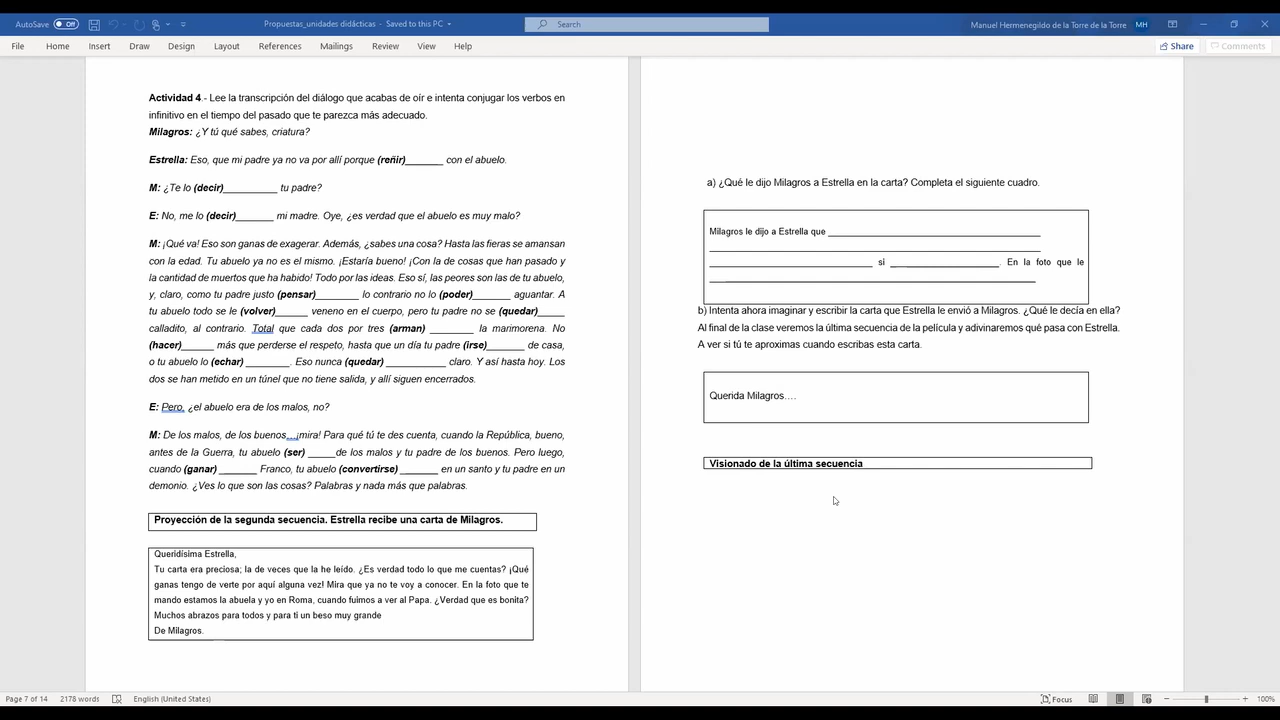 AutoSave Off
Propuestas_unidades didácticas - Saved to this PC
Search
Manuel Hermenegildo de la Torre de la Torre MH
File Home Insert Draw Design Layout References Mailings Review View Help
Share Comments
Actividad 4.- Lee la transcripción del diálogo que acabas de oír e intenta conjugar los verbos en
infinitivo en el tiempo del pasado que te parezca más adecuado.
Milagros: ¿Y tú qué sabes, criatura?
Estrella: Eso, que mi padre ya no va por allí porque (reñir)_______ con el abuelo.
M: ¿Te lo (decir)__________ tu padre?
E: No, me lo (decir)_______ mi madre. Oye, ¿es verdad que el abuelo es muy malo?
M: ¡Qué va! Eso son ganas de exagerar. Además, ¿sabes una cosa? Hasta las fieras se amansan
con la edad. Tu abuelo ya no es el mismo. ¡Estaría bueno! ¡Con la de cosas que han pasado y
la cantidad de muertos que ha habido! Todo por las ideas. Eso sí, las peores son las de tu abuelo,
y, claro, como tu padre justo (pensar)________ lo contrario no lo (poder)_______ aguantar. A
tu abuelo todo se le (volver)______ veneno en el cuerpo, pero tu padre no se (quedar)_____
calladito, al contrario. Total que cada dos por tres (arman) ________ la marimorena. No
(hacer)______ más que perderse el respeto, hasta que un día tu padre (irse)_______ de casa,
o tu abuelo lo (echar) ________. Eso nunca (quedar) ___________ claro. Y así hasta hoy. Los
dos se han metido en un túnel que no tiene salida, y allí siguen encerrados.
E: Pero, ¿el abuelo era de los malos, no?
M: De los malos, de los buenos...¡mira! Para qué tú te des cuenta, cuando la República, bueno,
antes de la Guerra, tu abuelo (ser) _____de los malos y tu padre de los buenos. Pero luego,
cuando (ganar) _______ Franco, tu abuelo (convertirse) _______ en un santo y tu padre en un
demonio. ¿Ves lo que son las cosas? Palabras y nada más que palabras.
Proyección de la segunda secuencia. Estrella recibe una carta de Milagros.
Queridísima Estrella,
Tu carta era preciosa; la de veces que la he leído. ¿Es verdad todo lo que me cuentas? ¡Qué
ganas tengo de verte por aquí alguna vez! Mira que ya no te voy a conocer. En la foto que te
mando estamos la abuela y yo en Roma, cuando fuimos a ver al Papa. ¿Verdad que es bonita?
Muchos abrazos para todos y para ti un beso muy grande
De Milagros.
a) ¿Qué le dijo Milagros a Estrella en la carta? Completa el siguiente cuadro.
Milagros le dijo a Estrella que ________________________________________
______________________________________________________________
______________________________ si ____________________. En la foto que le
_____________________________________________________________
b) Intenta ahora imaginar y escribir la carta que Estrella le envió a Milagros. ¿Qué le decía en ella?
Al final de la clase veremos la última secuencia de la película y adivinaremos qué pasa con Estrella.
A ver si tú te aproximas cuando escribas esta carta.
Querida Milagros….
Visionado de la última secuencia
Page 7 of 14 2178 words English (United States) Focus 100%